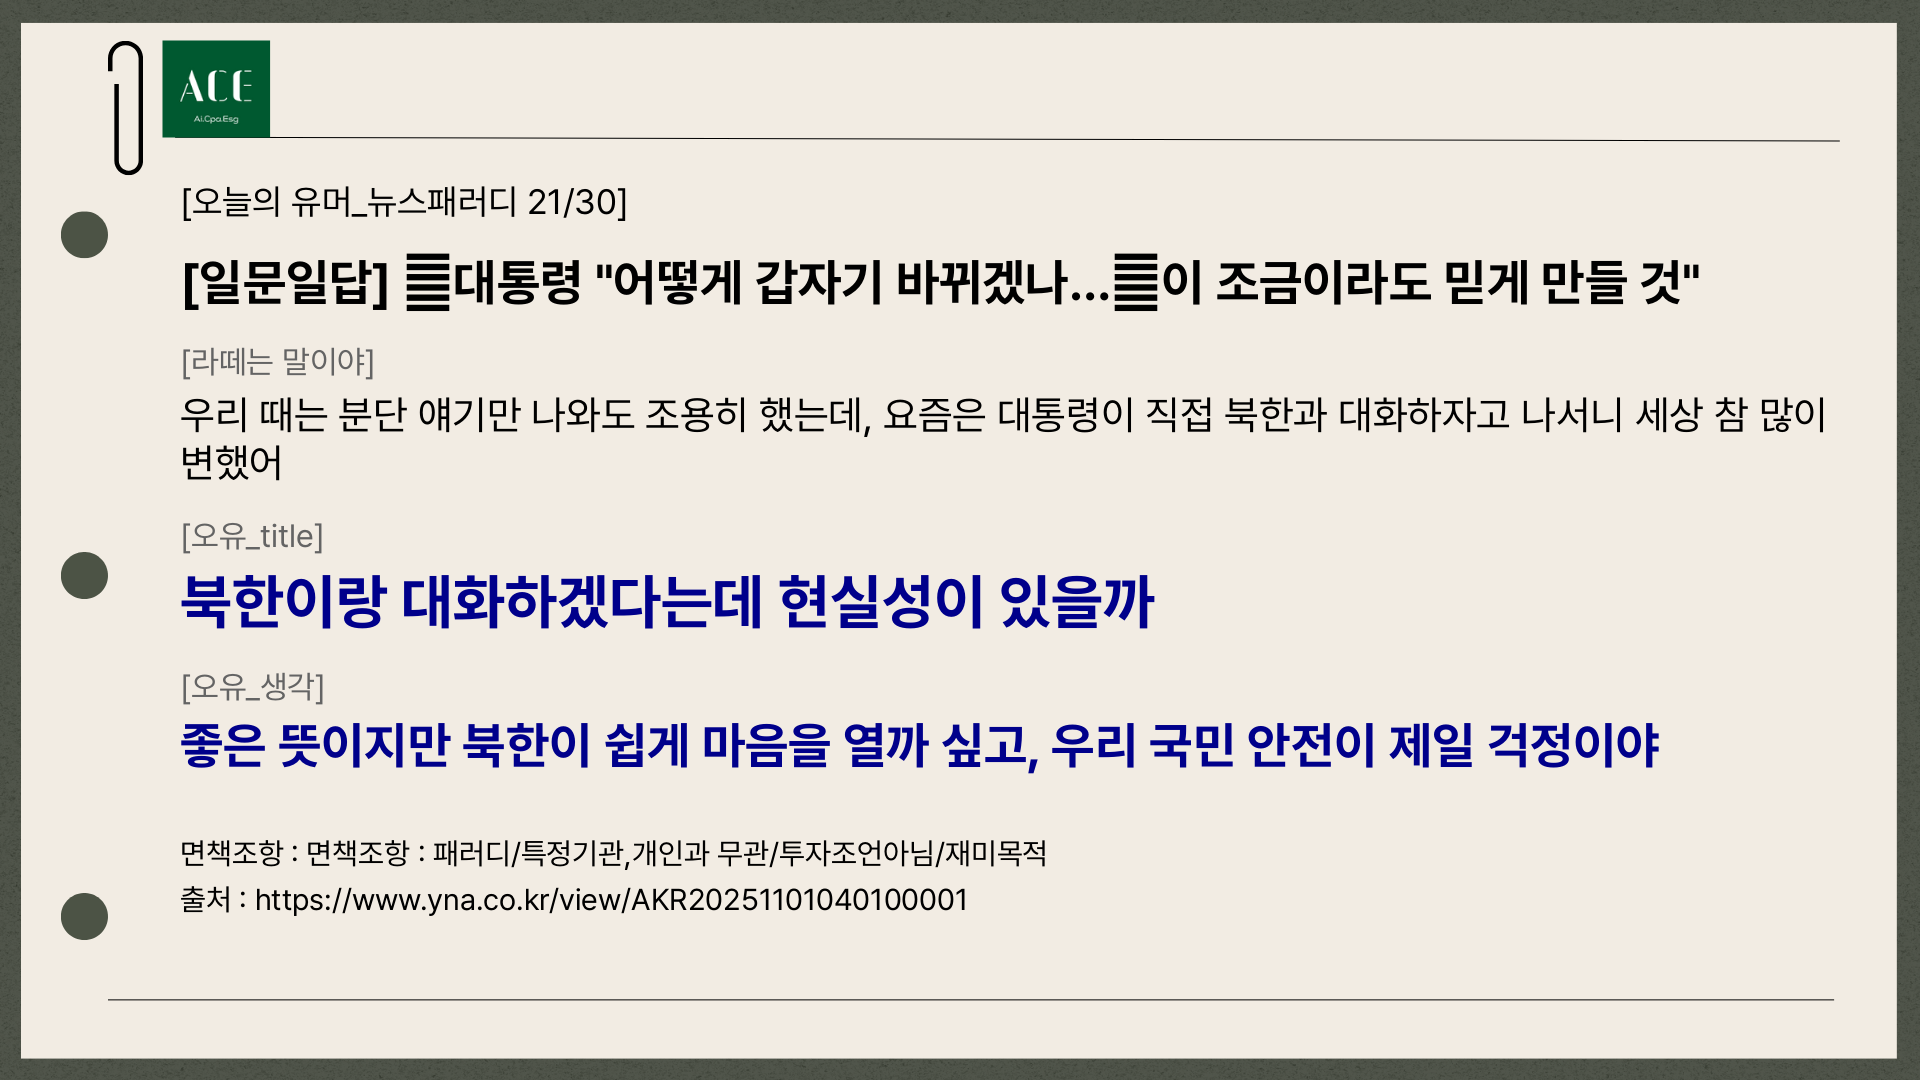 ACE
Ai.Cpa.Esg
[오늘의 유머_뉴스패러디 21/30]
[일문일답] 대통령 "어떻게 갑자기 바뀌겠나...이 조금이라도 믿게 만들 것"
[라떼는 말이야]
우리 때는 분단 얘기만 나와도 조용히 했는데, 요즘은 대통령이 직접 북한과 대화하자고 나서니 세상 참 많이
변했어
[오유_title]
북한이랑 대화하겠다는데 현실성이 있을까
[오유_생각]
좋은 뜻이지만 북한이 쉽게 마음을 열까 싶고, 우리 국민 안전이 제일 걱정이야
면책조항 : 면책조항 : 패러디/특정기관,개인과 무관/투자조언아님/재미목적
출처 : https://www.yna.co.kr/view/AKR20251101040100001